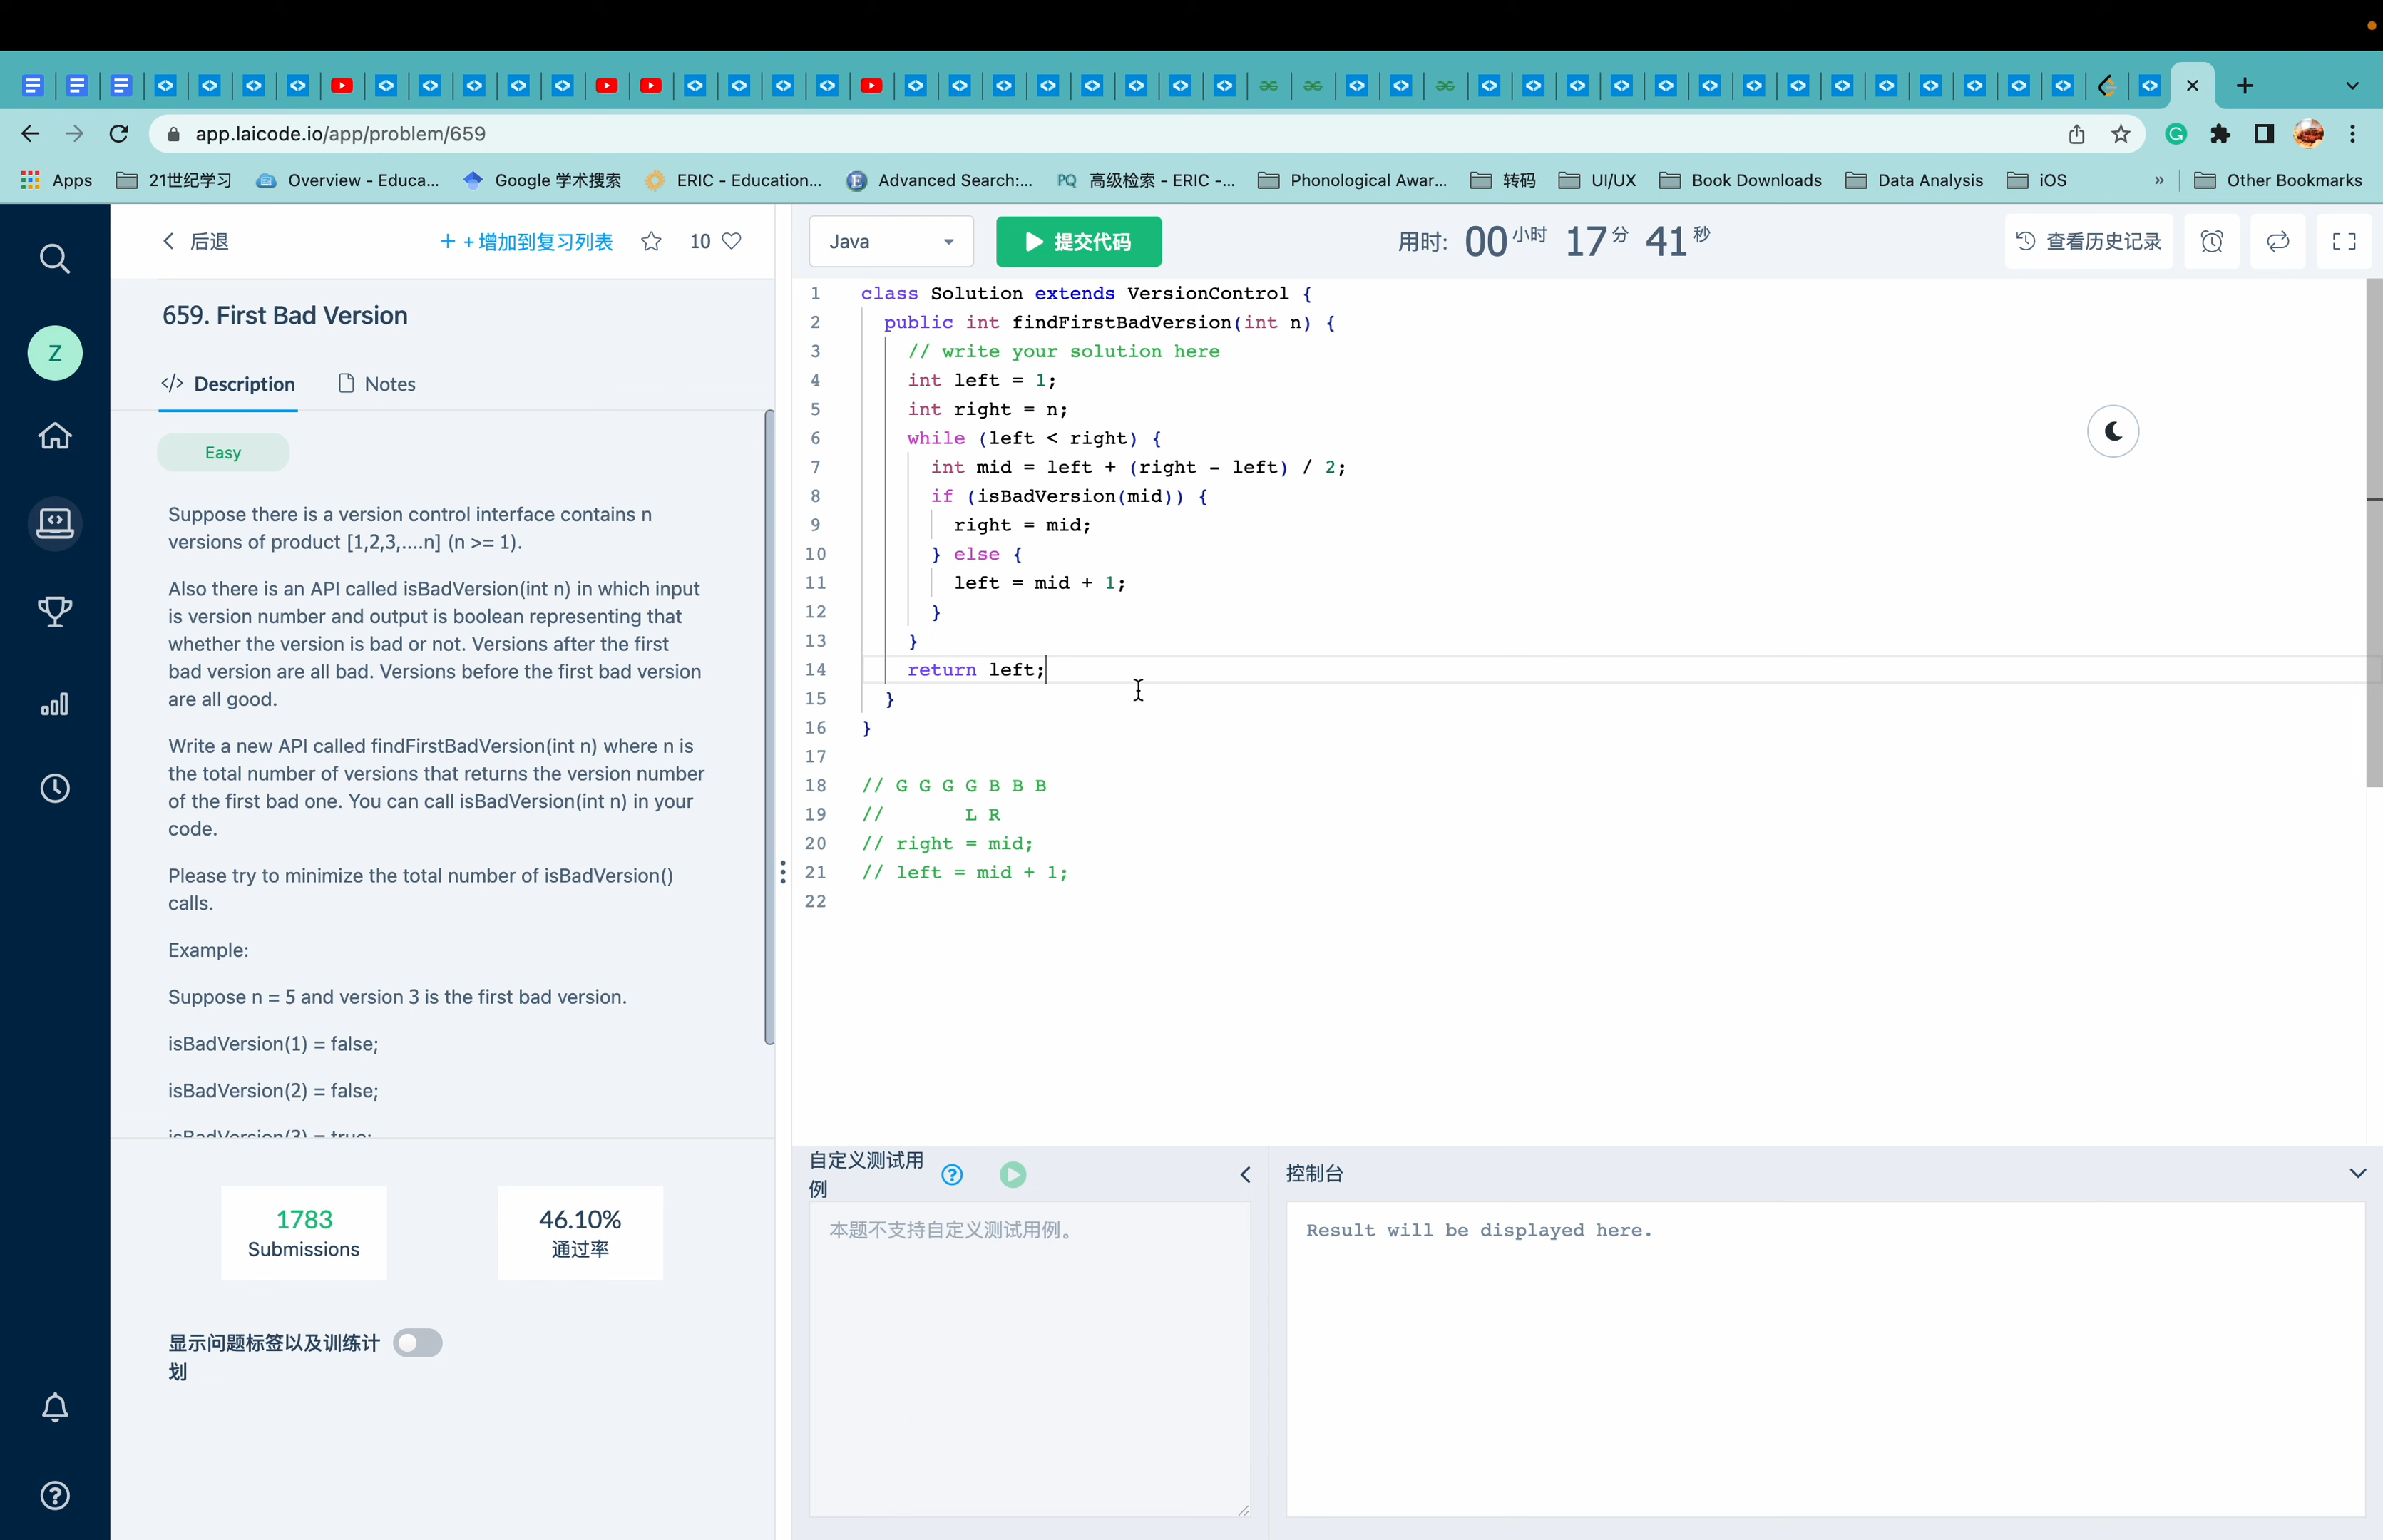 app.laicode.io/app/problem/659
Apps
21世纪学习
Overview - Educa...
Google 学术搜索
ERIC - Education...
Advanced Search:...
PQ
高级检索 - ERIC -...
Phonological Awar...
转码
UI/UX
Book Downloads
Data Analysis
iOS
»
Other Bookmarks
后退
+ +增加到复习列表
10
Java
提交代码
用时: 00 小时 17 分 41 秒
查看历史记录
Z
659. First Bad Version
</> Description
Notes
Easy
Suppose there is a version control interface contains n
versions of product [1,2,3,....n] (n >= 1).
Also there is an API called isBadVersion(int n) in which input
is version number and output is boolean representing that
whether the version is bad or not. Versions after the first
bad version are all bad. Versions before the first bad version
are all good.
Write a new API called findFirstBadVersion(int n) where n is
the total number of versions that returns the version number
of the first bad one. You can call isBadVersion(int n) in your
code.
Please try to minimize the total number of isBadVersion()
calls.
Example:
Suppose n = 5 and version 3 is the first bad version.
isBadVersion(1) = false;
isBadVersion(2) = false;
isBadVersion(3) = true;
1783
Submissions
46.10%
通过率
显示问题标签以及训练计
划
1 class Solution extends VersionControl {
2 public int findFirstBadVersion(int n) {
3 // write your solution here
4 int left = 1;
5 int right = n;
6 while (left < right) {
7 int mid = left + (right - left) / 2;
8 if (isBadVersion(mid)) {
9 right = mid;
10 } else {
11 left = mid + 1;
12 }
13 }
14 return left;
15 }
16 }
17
18 // G G G G B B B
19 // L R
20 // right = mid;
21 // left = mid + 1;
22
自定义测试用
例
本题不支持自定义测试用例。
控制台
Result will be displayed here.